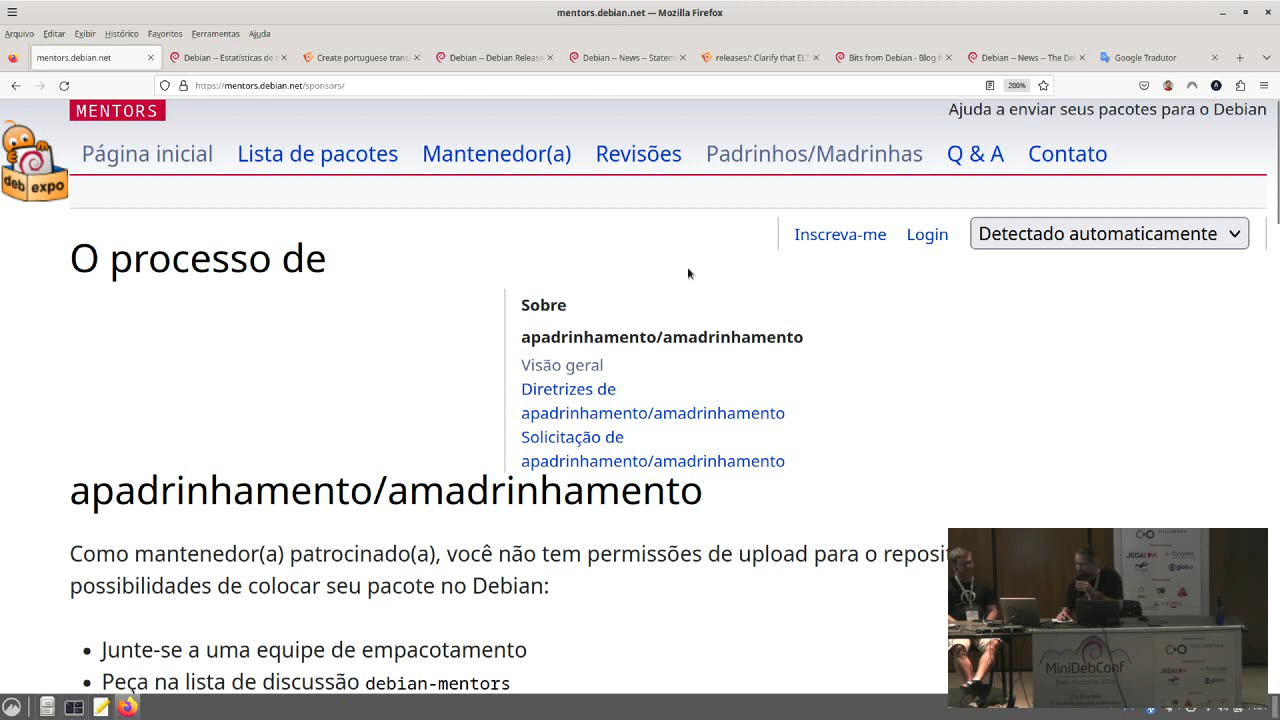 mentors.debian.net — Mozilla Firefox
Arquivo Editar Exibir Histórico Favoritos Ferramentas Ajuda
mentors.debian.net
Debian -- Estatísticas de
Create portuguese trans
Debian -- Debian Release
Debian -- News -- Statem
releases/: Clarify that EL
Bits from Debian - Blog
Debian -- News -- The De
Google Tradutor
https://mentors.debian.net/sponsors/
200%
MENTORS
Ajuda a enviar seus pacotes para o Debian
deb expo
Página inicial Lista de pacotes Mantenedor(a) Revisões Padrinhos/Madrinhas Q & A Contato
Inscreva-me Login Detectado automaticamente
O processo de
Sobre
apadrinhamento/amadrinhamento
Visão geral
Diretrizes de
apadrinhamento/amadrinhamento
Solicitação de
apadrinhamento/amadrinhamento
apadrinhamento/amadrinhamento
Como mantenedor(a) patrocinado(a), você não tem permissões de upload para o reposit
possibilidades de colocar seu pacote no Debian:
Junte-se a uma equipe de empacotamento
Peça na lista de discussão debian-mentors
COLLABORA
globo
MiniDebConf